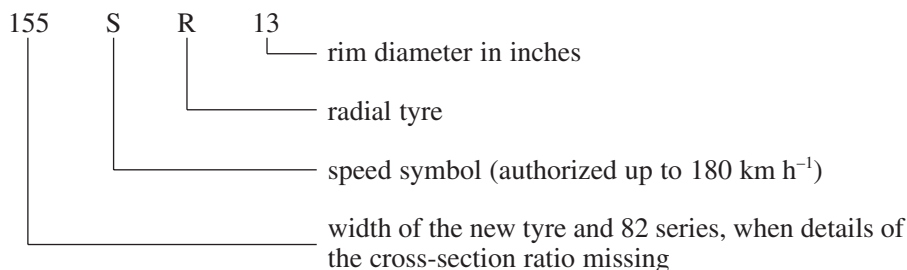 155 S R 13
rim diameter in inches
radial tyre
speed symbol (authorized up to 180 km h⁻¹)
width of the new tyre and 82 series, when details of
the cross-section ratio missing